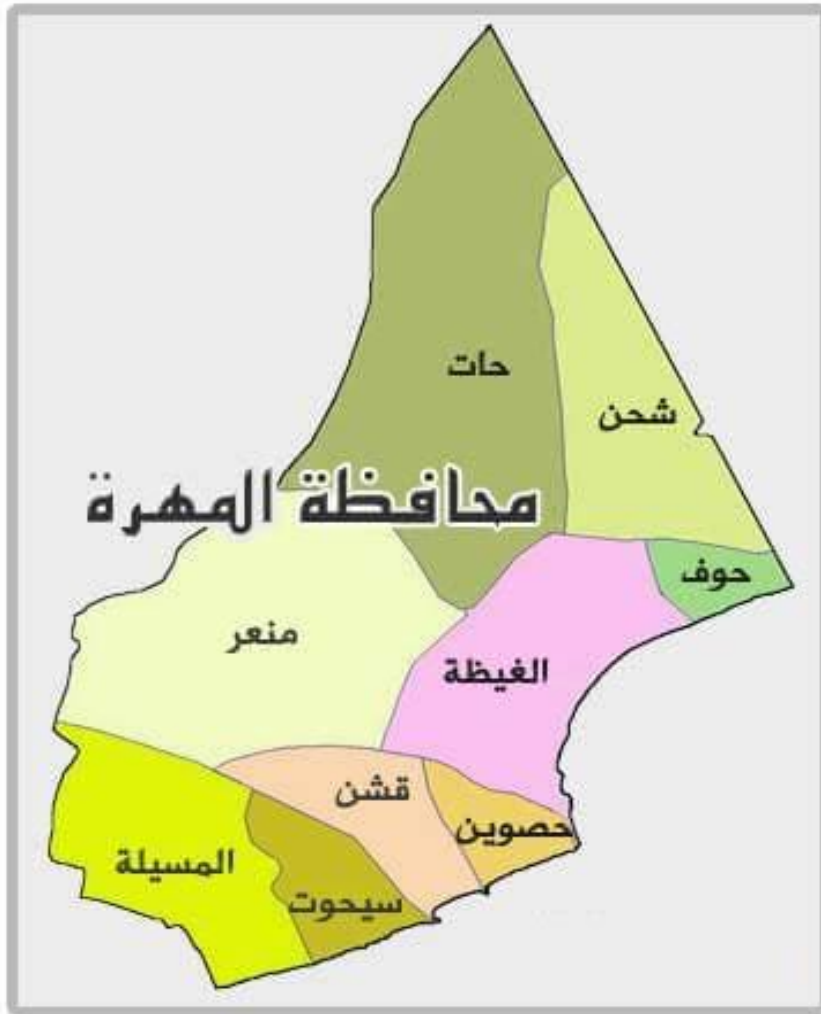 حات
شحن
محافظة المهرة
حوف
منعر
الغيظة
قشن
حصوين
المسيلة
سيحوت